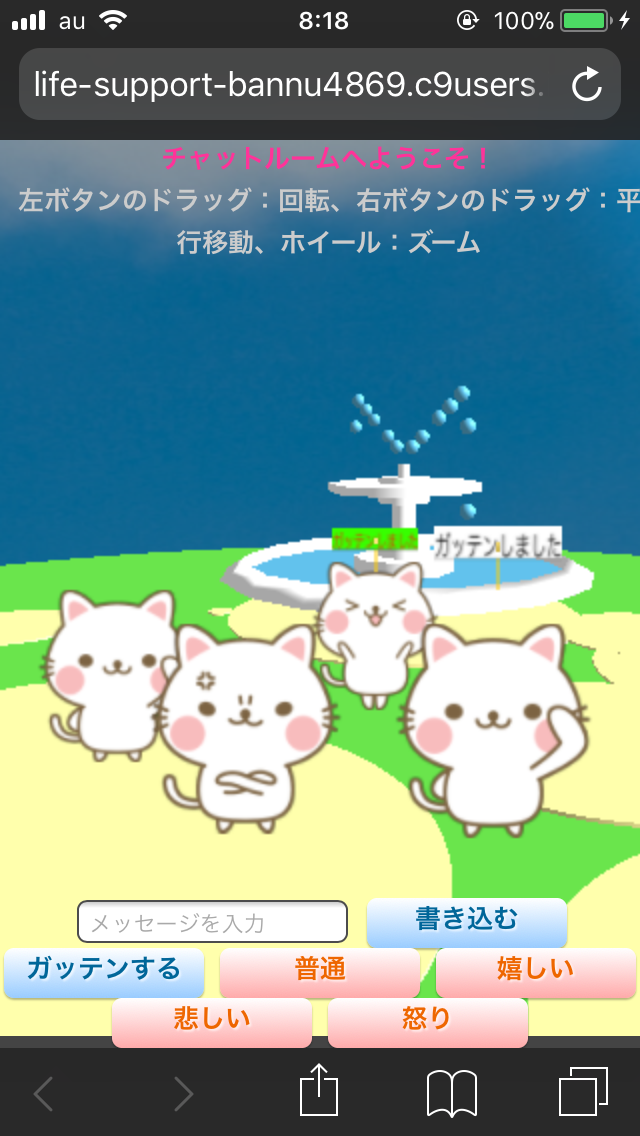 au 8:18 100%
life-support-bannu4869.c9users.
チャットルームへようこそ！
左ボタンのドラッグ：回転、右ボタンのドラッグ：平
行移動、ホイール：ズーム
ガッテンしました
ガッテンしました
メッセージを入力
書き込む
ガッテンする
普通
嬉しい
悲しい
怒り